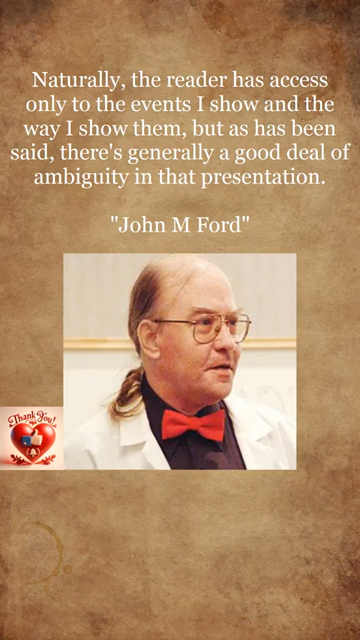 Naturally, the reader has access
only to the events I show and the
way I show them, but as has been
said, there's generally a good deal of
ambiguity in that presentation.
"John M Ford"
Thank You!